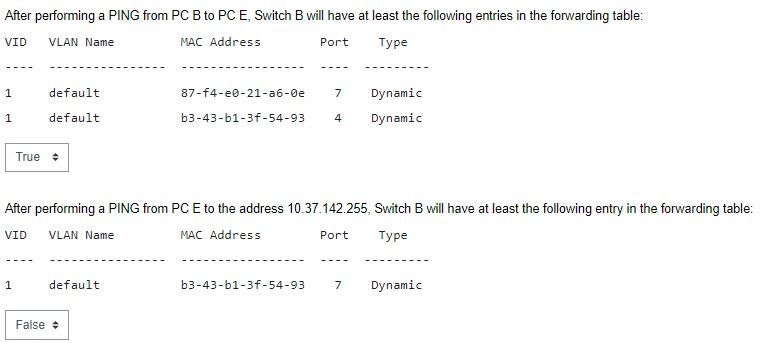 After performing a PING from PC B to PC E, Switch B will have at least the following entries in the forwarding table:
VID VLAN Name MAC Address Port Type
---- ---------------- ----------------- ---- ---------
1 default 87-f4-e0-21-a6-0e 7 Dynamic
1 default b3-43-b1-3f-54-93 4 Dynamic
True
After performing a PING from PC E to the address 10.37.142.255, Switch B will have at least the following entry in the forwarding table:
VID VLAN Name MAC Address Port Type
---- ---------------- ----------------- ---- ---------
1 default b3-43-b1-3f-54-93 7 Dynamic
False